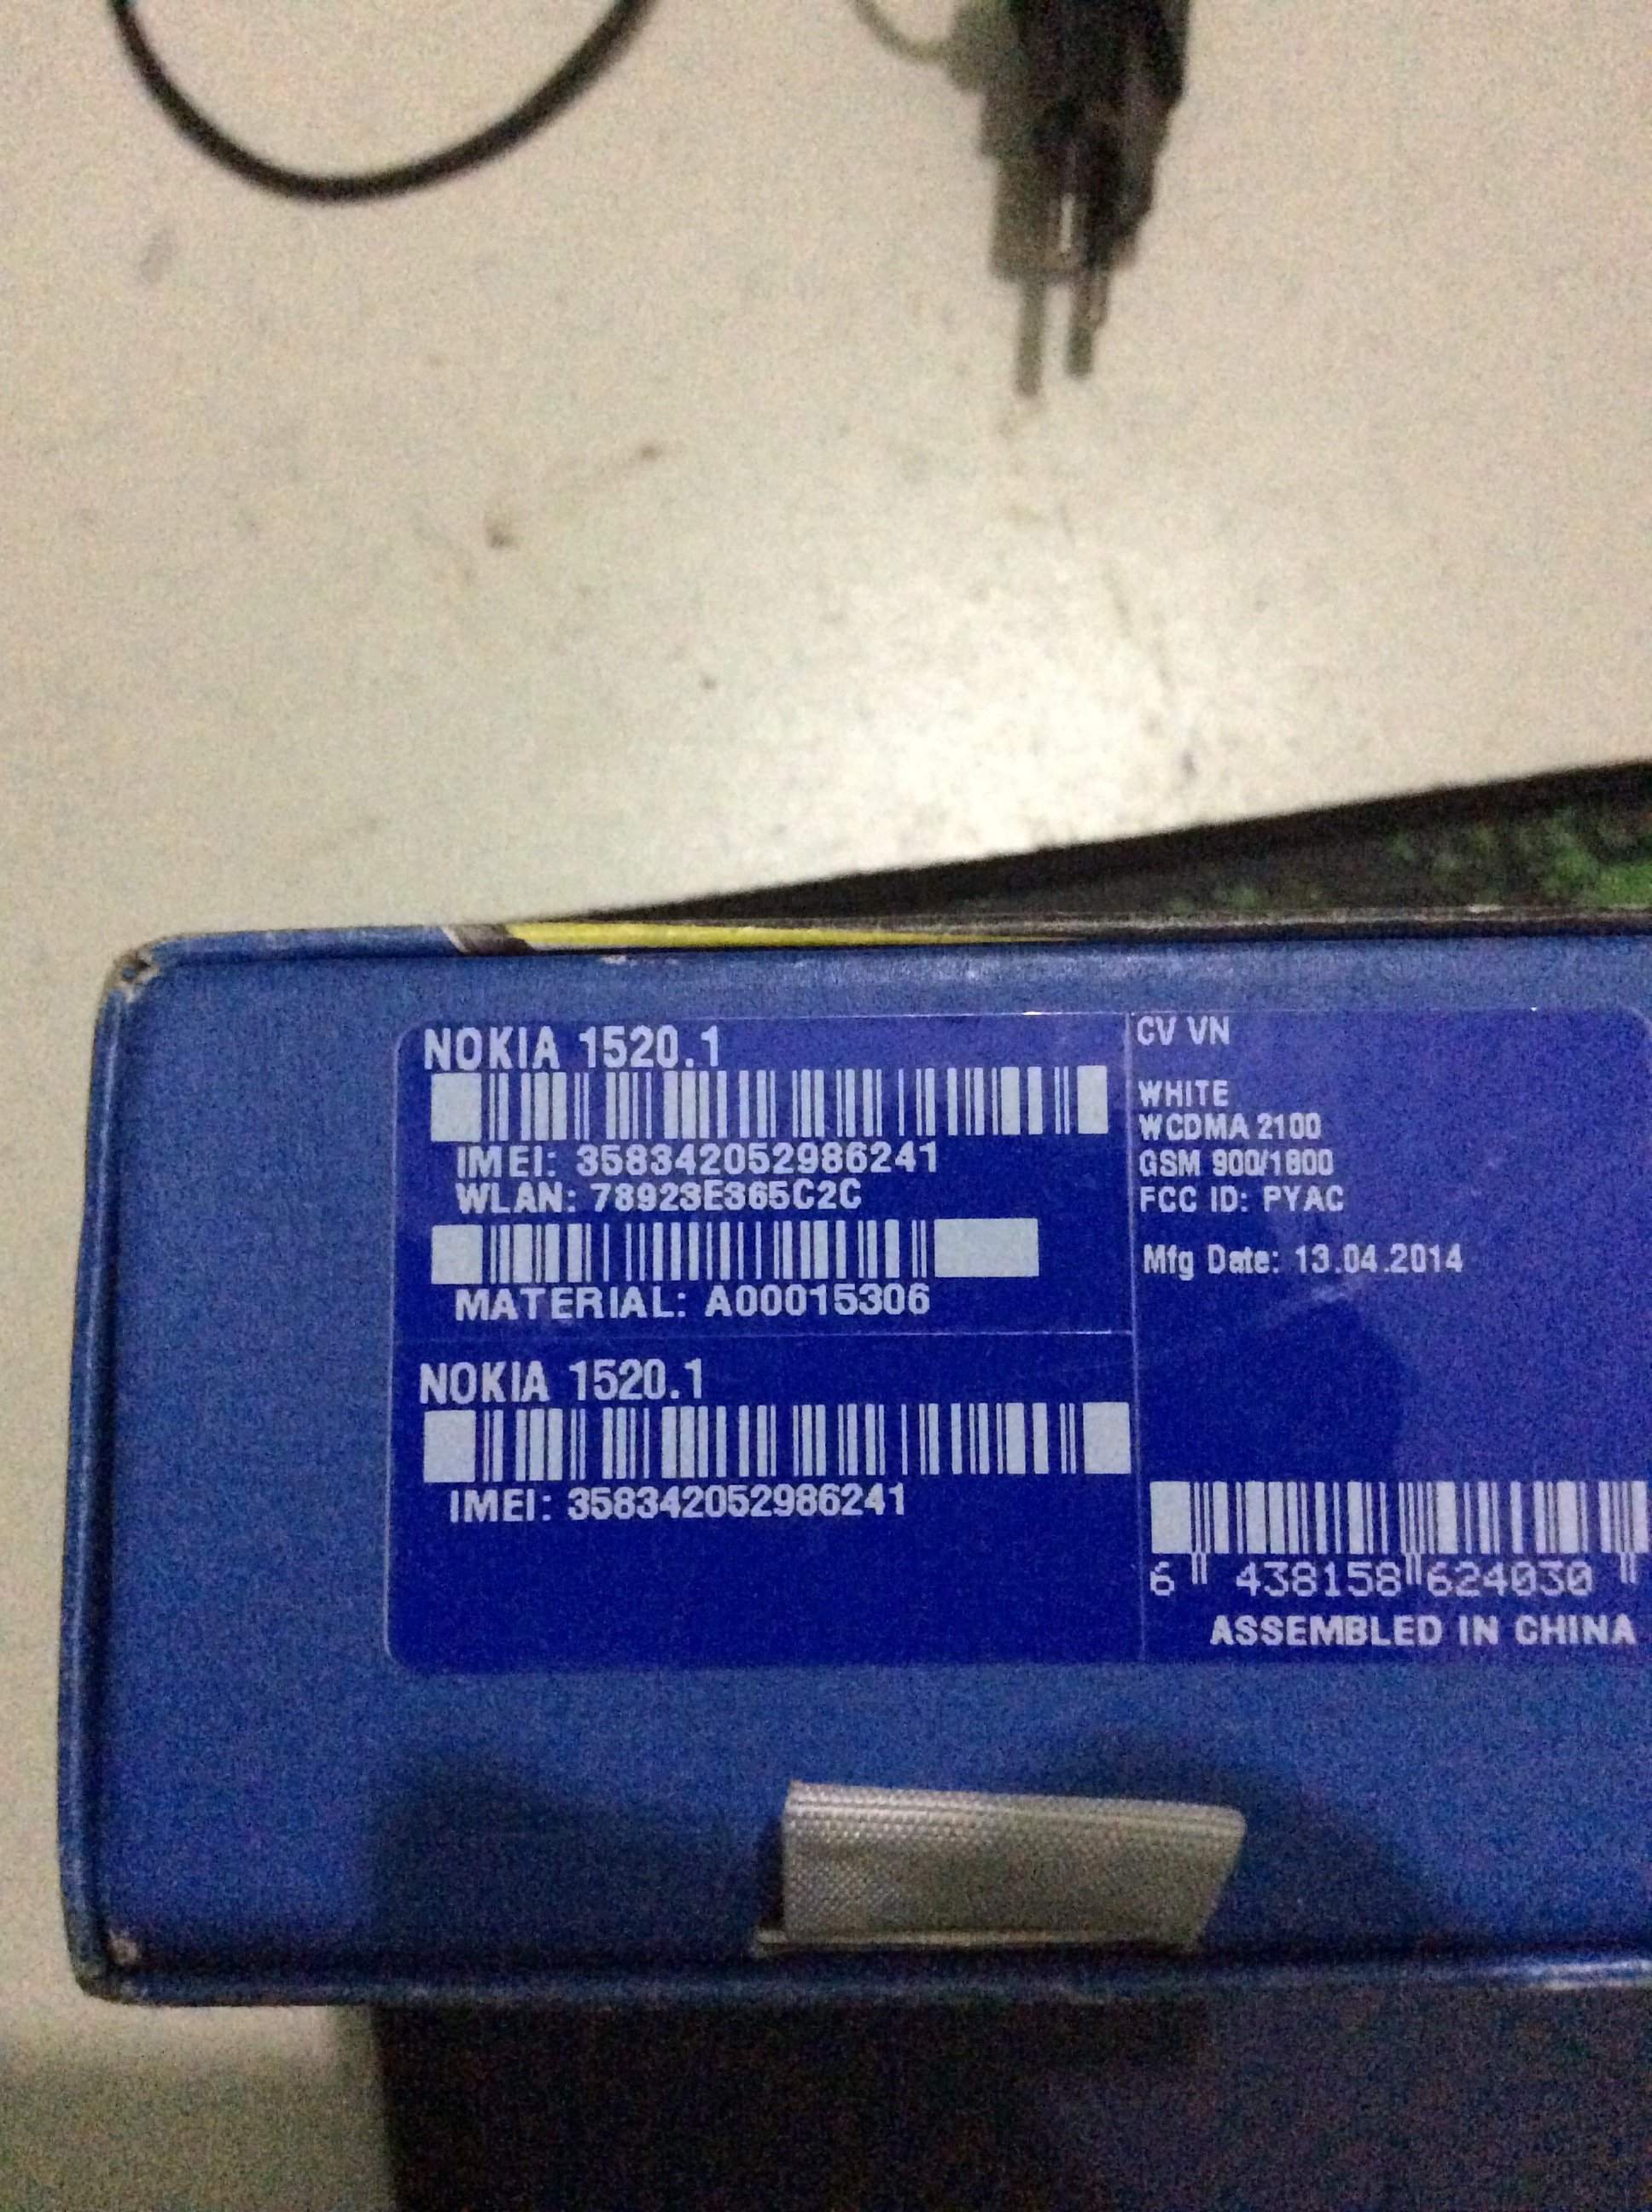 NOKIA 1520.1
IMEI: 358342052986241
WLAN: 78923E365C2C
MATERIAL: A00015306
NOKIA 1520.1
IMEI: 358342052986241
CV VN
WHITE
WCDMA 2100
GSM 900/1800
FCC ID: PYAC
Mfg Date: 13.04.2014
6 438158 624030
ASSEMBLED IN CHINA